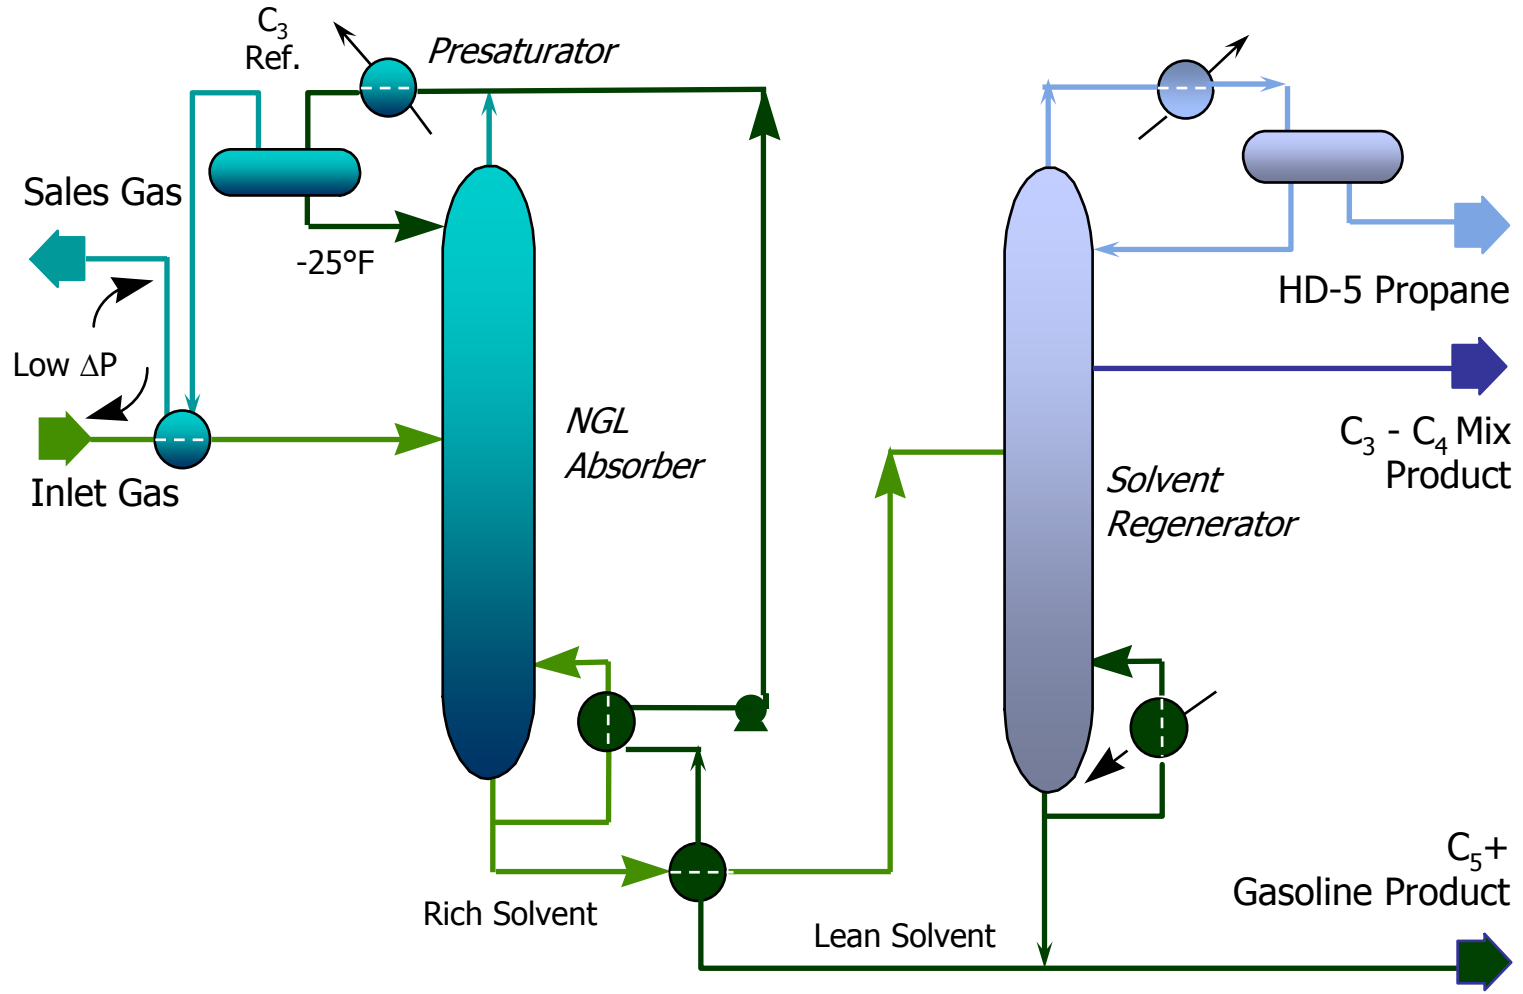 C₃
Ref.
Presaturator
Sales Gas
-25°F
Low ΔP
Inlet Gas
NGL
Absorber
Rich Solvent
Lean Solvent
Solvent
Regenerator
HD-5 Propane
C₃ - C₄ Mix
Product
C₅+
Gasoline Product